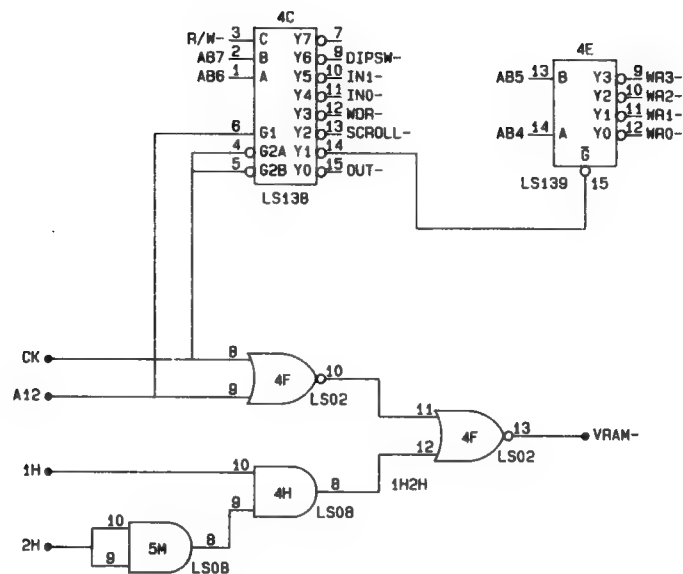 4C
R/W- 3 C Y7 7
AB7 2 B Y6 9 DIPSW-
AB6 1 A Y5 10 IN1-
Y4 11 IN0-
Y3 12 WDR-
6 G1 Y2 13 SCROLL-
4 G2A Y1 14
5 G2B Y0 15 OUT-
LS138
4E
AB5 13 B Y3 9 WR3-
Y2 10 WR2-
Y1 11 WR1-
AB4 14 A Y0 12 WR0-
G
LS139 15
CK 8
4F 10
A12 9 LS02
11
4F 13 VRAM-
12 LS02
1H 10
4H 8 1H2H
9 LS08
10
2H 5M 8
9 LS08